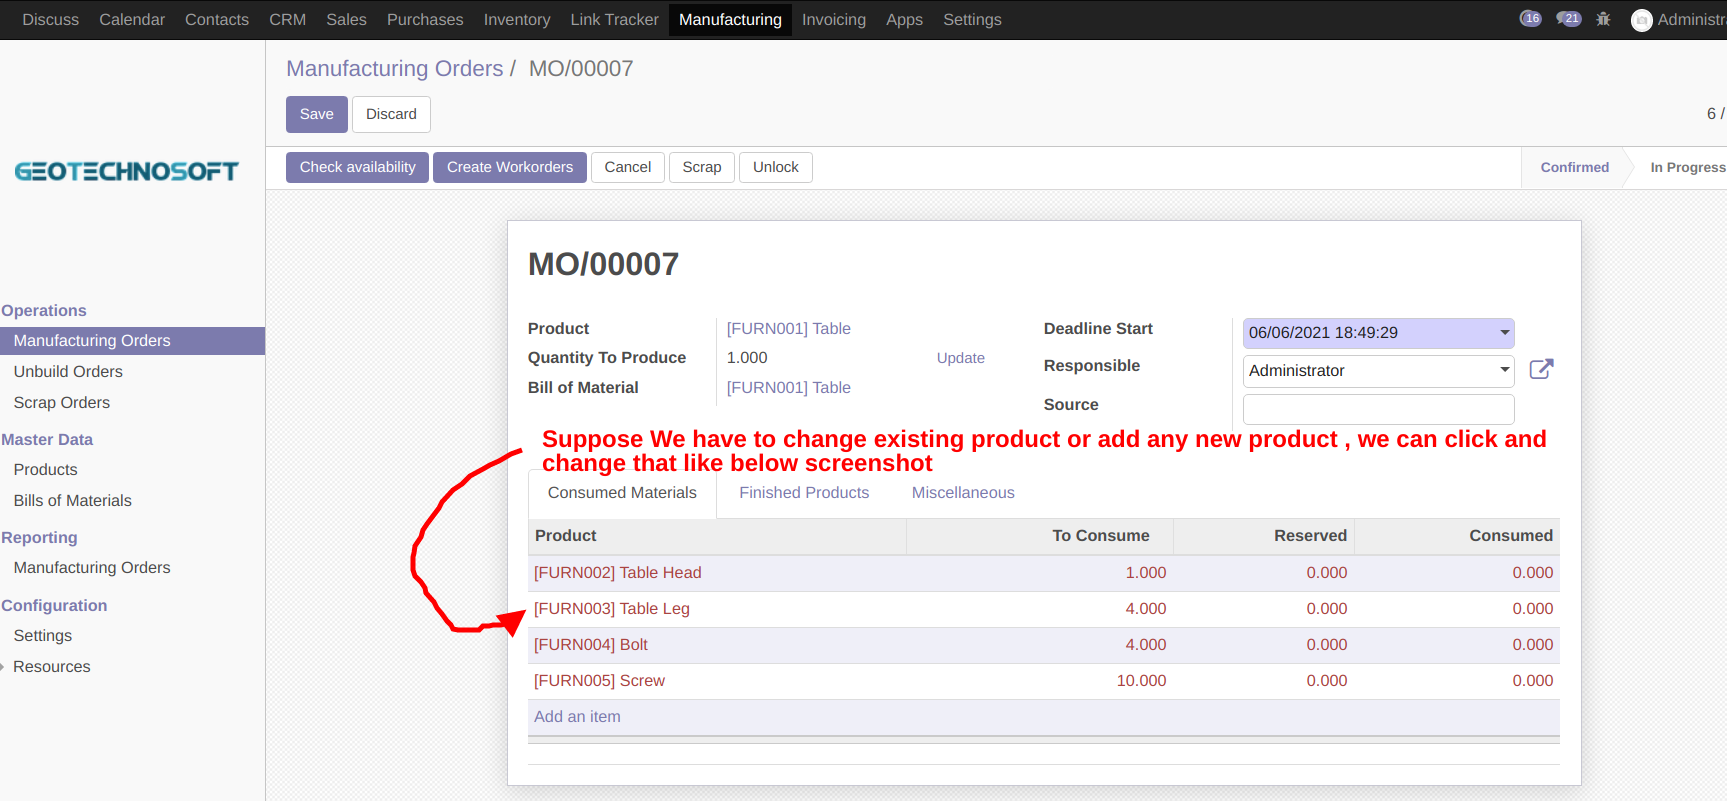 Discuss Calendar Contacts CRM Sales Purchases Inventory Link Tracker Manufacturing Invoicing Apps Settings 16 21
Manufacturing Orders / MO/00007
Save Discard 6 /
GEOTECHNOSOFT
Check availability Create Workorders Cancel Scrap Unlock Confirmed In Progress
MO/00007
Operations
Manufacturing Orders
Unbuild Orders
Scrap Orders
Master Data
Products
Bills of Materials
Reporting
Manufacturing Orders
Configuration
Settings
Resources
Product [FURN001] Table
Quantity To Produce 1.000 Update
Bill of Material [FURN001] Table
Deadline Start 06/06/2021 18:49:29
Responsible Administrator
Source
Suppose We have to change existing product or add any new product , we can click and
change that like below screenshot
Consumed Materials Finished Products Miscellaneous
Product To Consume Reserved Consumed
[FURN002] Table Head 1.000 0.000 0.000
[FURN003] Table Leg 4.000 0.000 0.000
[FURN004] Bolt 4.000 0.000 0.000
[FURN005] Screw 10.000 0.000 0.000
Add an item